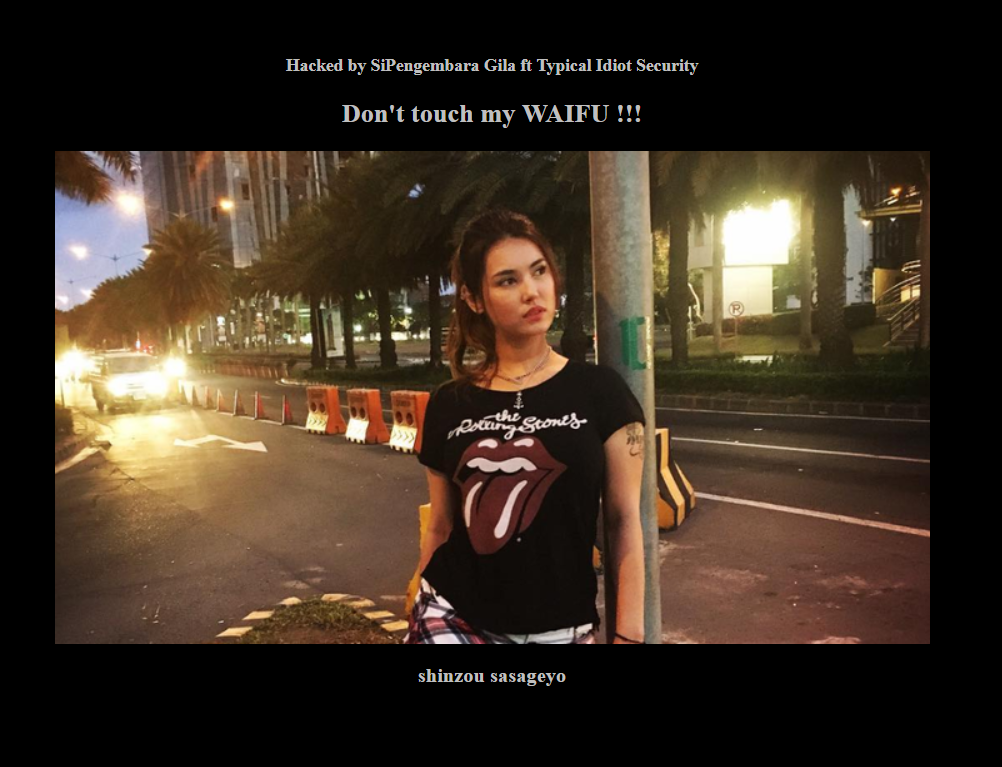 Hacked by SiPengembara Gila ft Typical Idiot Security
Don't touch my WAIFU !!!
the
Rolling Stones
P
shinzou sasageyo